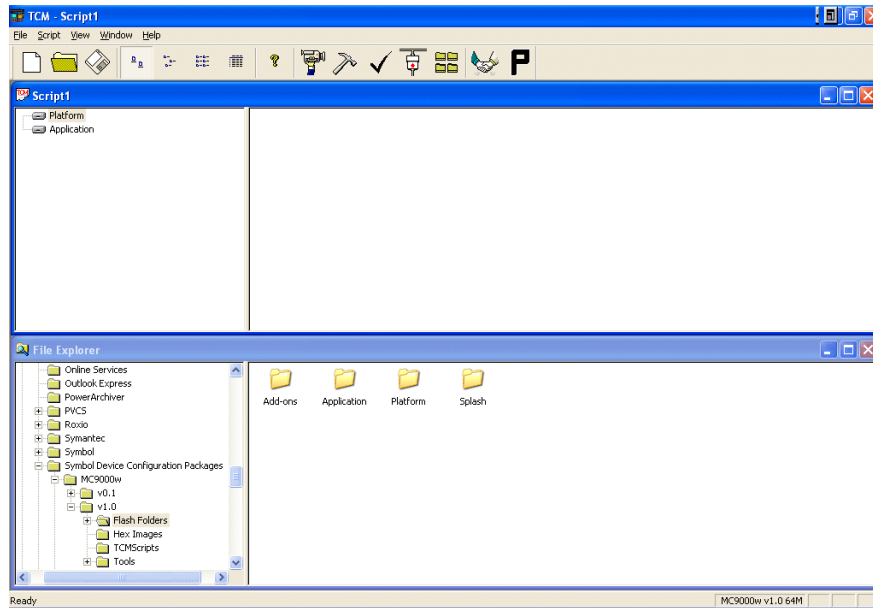 TCM - Script1
File Script View Window Help
P
TCM Script1
Platform
Application
File Explorer
Online Services
Outlook Express
PowerArchiver
PVCS
Roxio
Symantec
Symbol
Symbol Device Configuration Packages
MC9000w
v0.1
v1.0
Flash Folders
Hex Images
TCMScripts
Tools
Add-ons Application Platform Splash
Ready MC9000w v1.0 64M